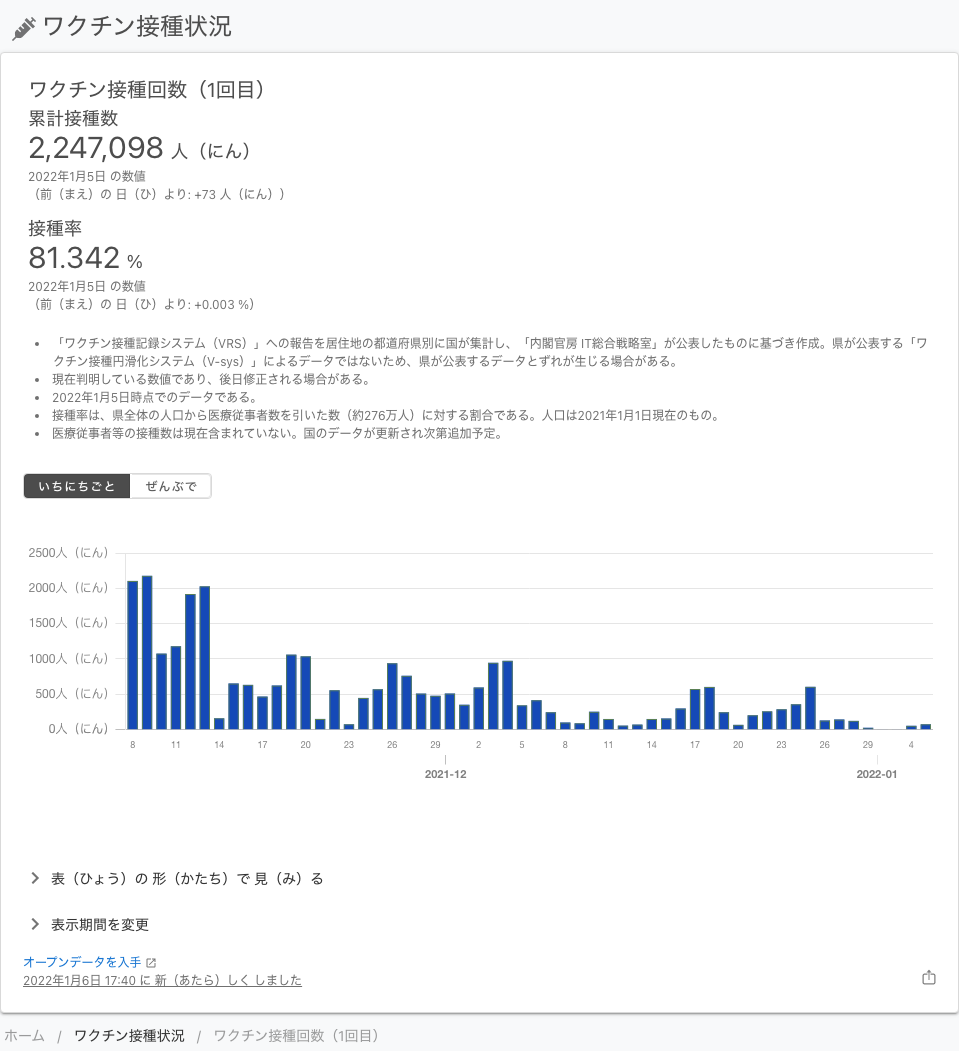 ワクチン接種状況
ワクチン接種回数（1回目）
累計接種数
2,247,098 人（にん）
2022年1月5日 の数値
（前（まえ）の 日（ひ）より: +73 人（にん））
接種率
81.342 %
2022年1月5日 の数値
（前（まえ）の 日（ひ）より: +0.003 %）
• 「ワクチン接種記録システム（VRS）」への報告を居住地の都道府県別に国が集計し、「内閣官房 IT総合戦略室」が公表したものに基づき作成。県が公表する「ワ
クチン接種円滑化システム（V-sys）」によるデータではないため、県が公表するデータとずれが生じる場合がある。
• 現在判明している数値であり、後日修正される場合がある。
• 2022年1月5日時点でのデータである。
• 接種率は、県全体の人口から医療従事者数を引いた数（約276万人）に対する割合である。人口は2021年1月1日現在のもの。
• 医療従事者等の接種数は現在含まれていない。国のデータが更新され次第追加予定。
いちにちごと ぜんぶで
2500人（にん）
2000人（にん）
1500人（にん）
1000人（にん）
500人（にん）
0人（にん）
8 11 14 17 20 23 26 29 2 5 8 11 14 17 20 23 26 29 4
2021-12 2022-01
表（ひょう）の 形（かたち）で 見（み）る
表示期間を変更
オープンデータを入手
2022年1月6日 17:40 に 新（あたら）しく しました
ホーム / ワクチン接種状況 / ワクチン接種回数（1回目）